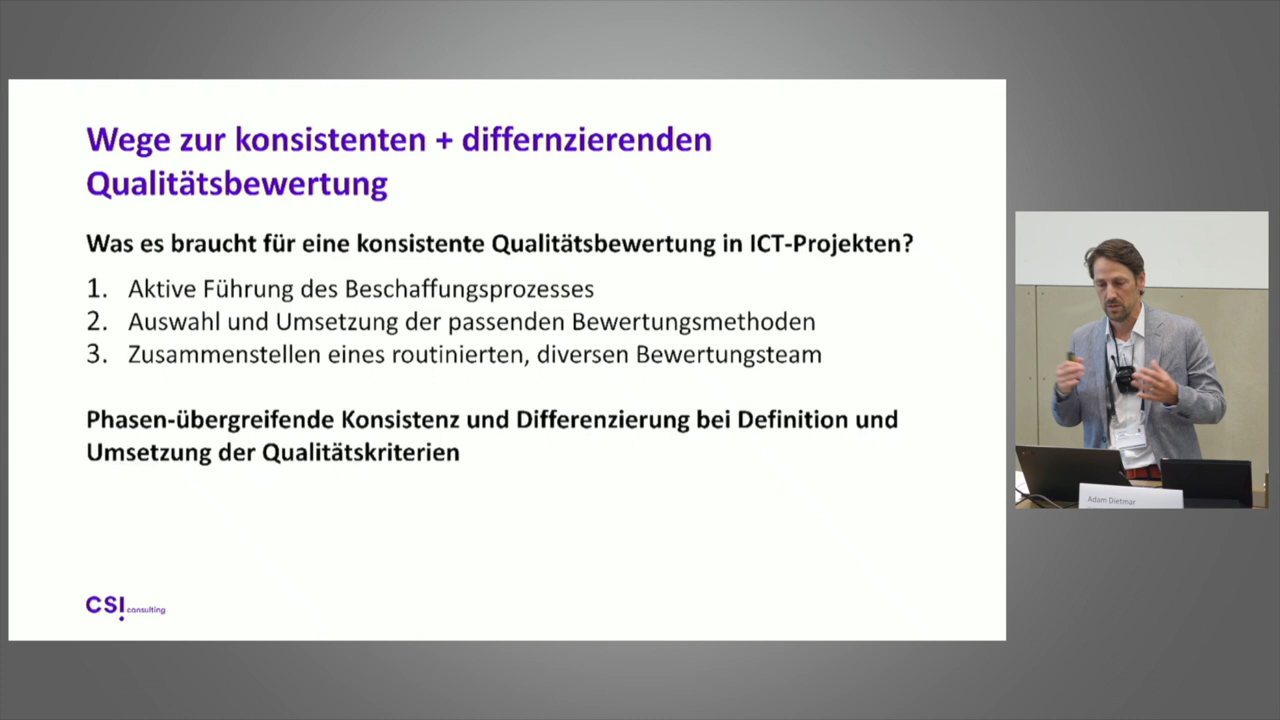 Wege zur konsistenten + differnzierenden
Qualitätsbewertung
Was es braucht für eine konsistente Qualitätsbewertung in ICT-Projekten?
1. Aktive Führung des Beschaffungsprozesses
2. Auswahl und Umsetzung der passenden Bewertungsmethoden
3. Zusammenstellen eines routinierten, diversen Bewertungsteam
Phasen-übergreifende Konsistenz und Differenzierung bei Definition und
Umsetzung der Qualitätskriterien
CSI consulting
Adam Dietmar